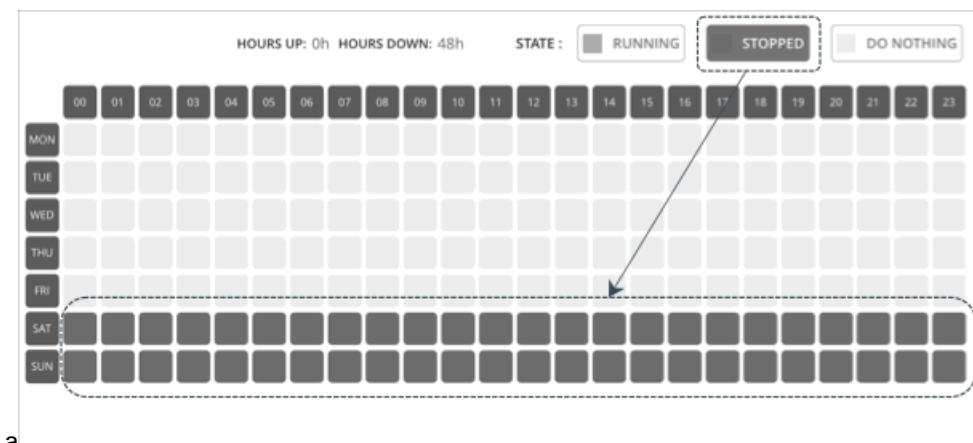 HOURS UP: 0h HOURS DOWN: 48h STATE : RUNNING STOPPED DO NOTHING
00 01 02 03 04 05 06 07 08 09 10 11 12 13 14 15 16 17 18 19 20 21 22 23
MON
TUE
WED
THU
FRI
SAT
SUN
a